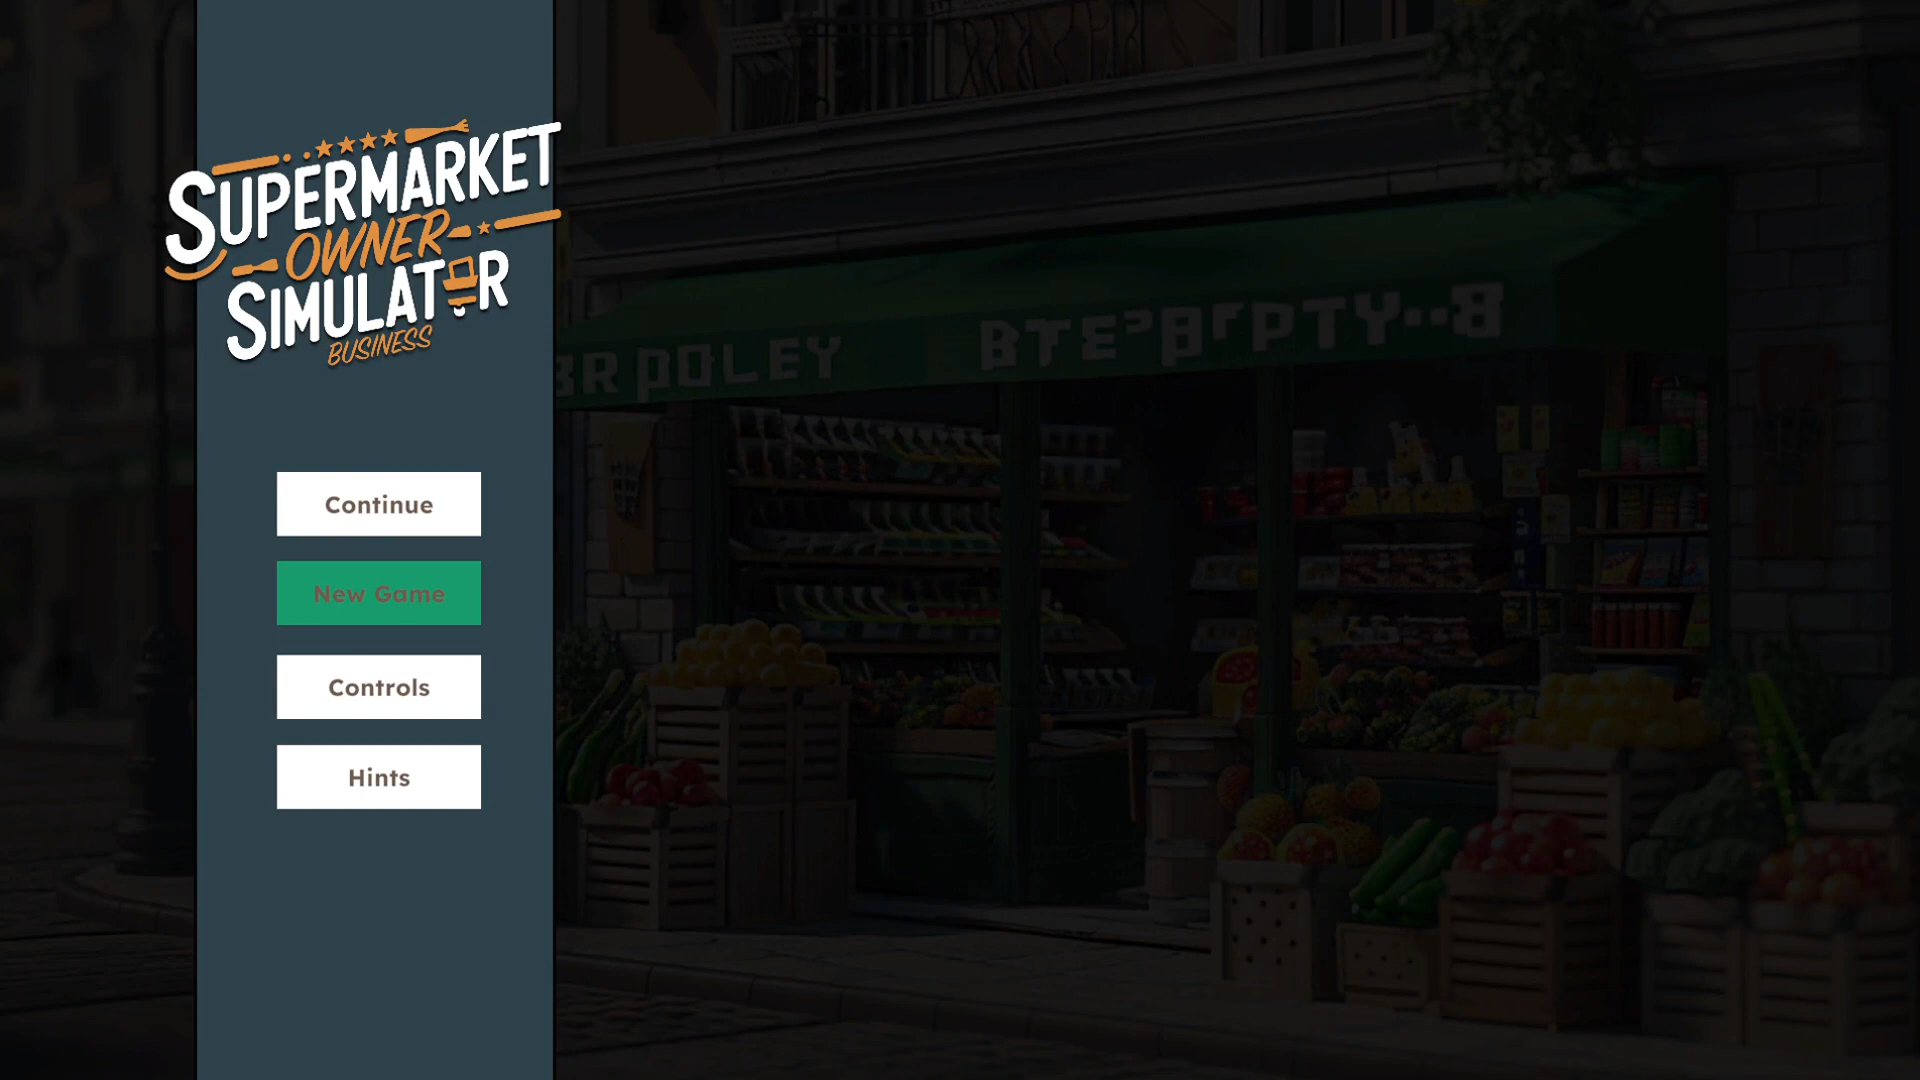 SUPERMARKET
OWNER
SIMULATOR
BUSINESS
Continue
New Game
Controls
Hints